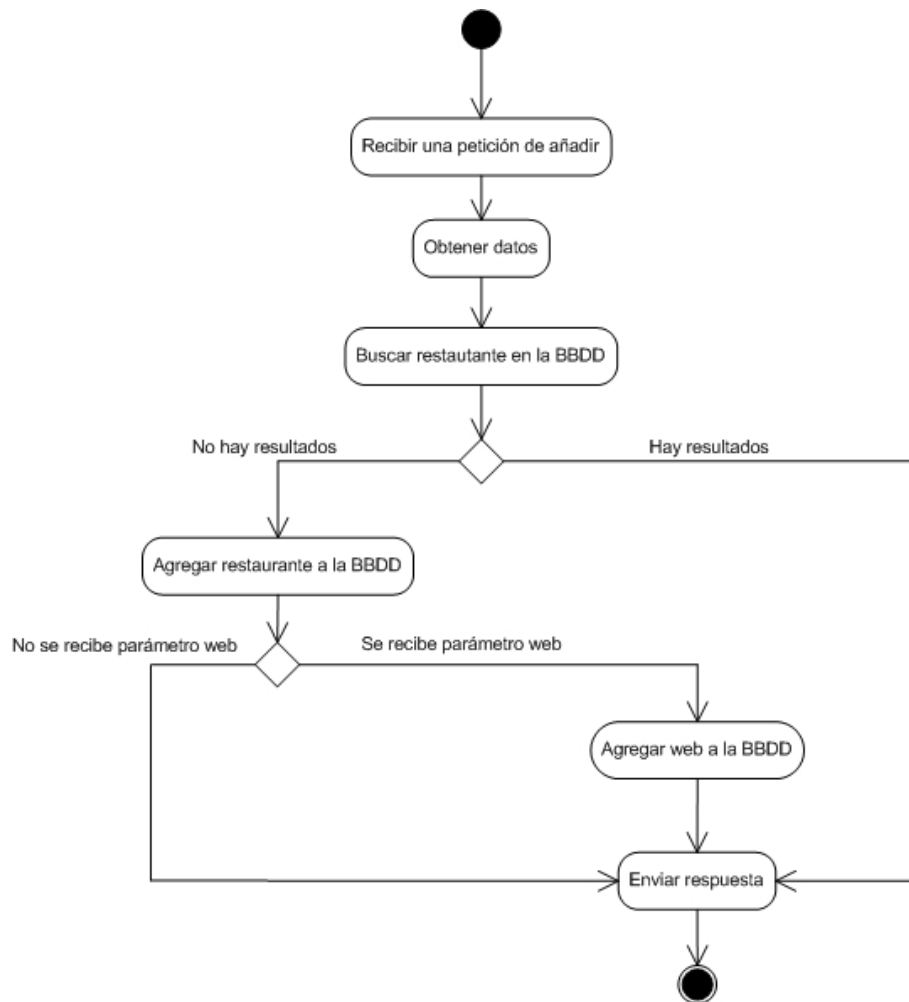 Recibir una petición de añadir
Obtener datos
Buscar restautante en la BBDD
No hay resultados
Hay resultados
Agregar restaurante a la BBDD
No se recibe parámetro web
Se recibe parámetro web
Agregar web a la BBDD
Enviar respuesta